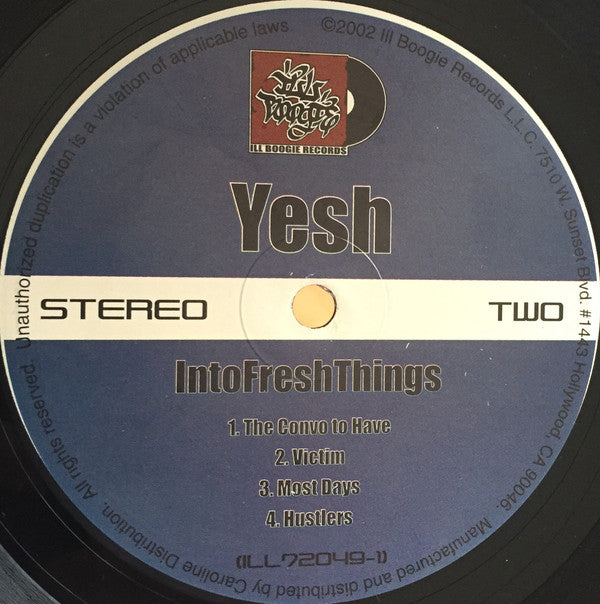 ILL BOOGIE RECORDS
Yesh
STEREO
TWO
IntoFreshThings
1. The Convo to Have
2. Victim
3. Most Days
4. Hustlers
(ILL72049-1)
©2002 Ill Boogie Records L.L.C. 7510 W. Sunset Blvd. #1443 Hollywood, CA 90046. Manufactured and distributed by Caroline Distribution. All rights reserved. Unauthorized duplication is a violation of applicable laws